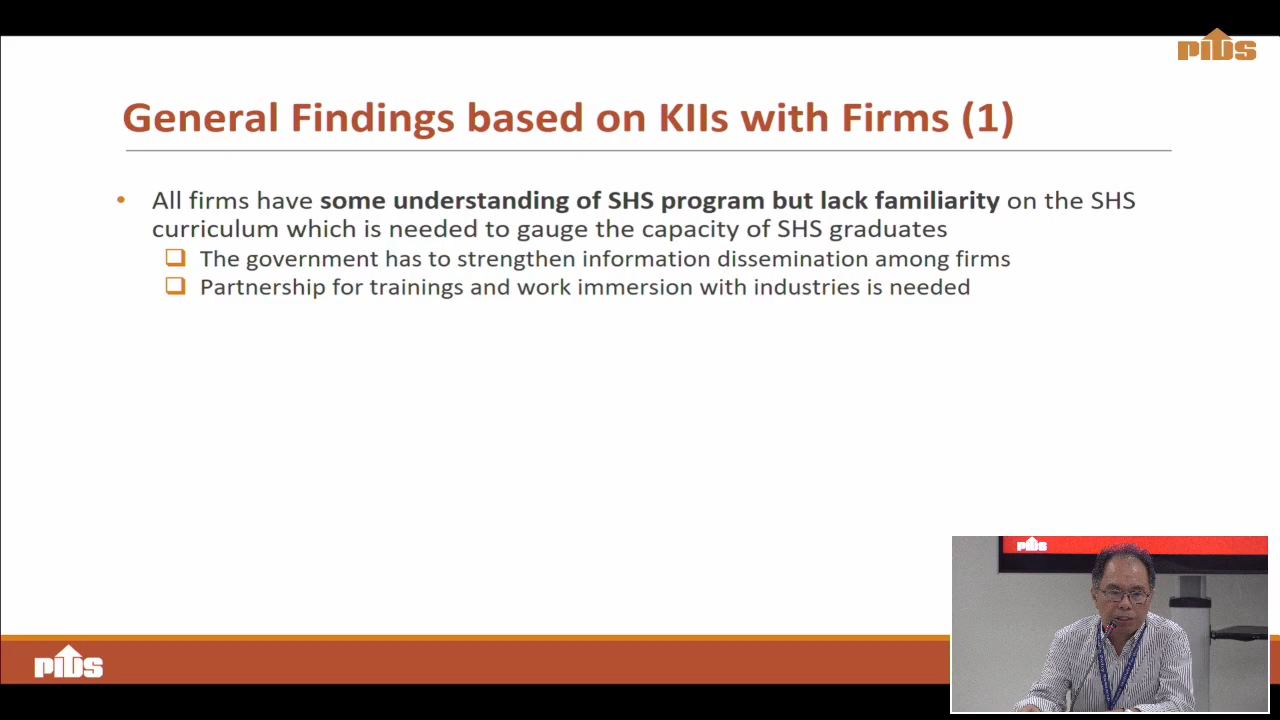 PIDS
General Findings based on KIIs with Firms (1)
• All firms have some understanding of SHS program but lack familiarity on the SHS
curriculum which is needed to gauge the capacity of SHS graduates
❑ The government has to strengthen information dissemination among firms
❑ Partnership for trainings and work immersion with industries is needed
PIDS
PIDS